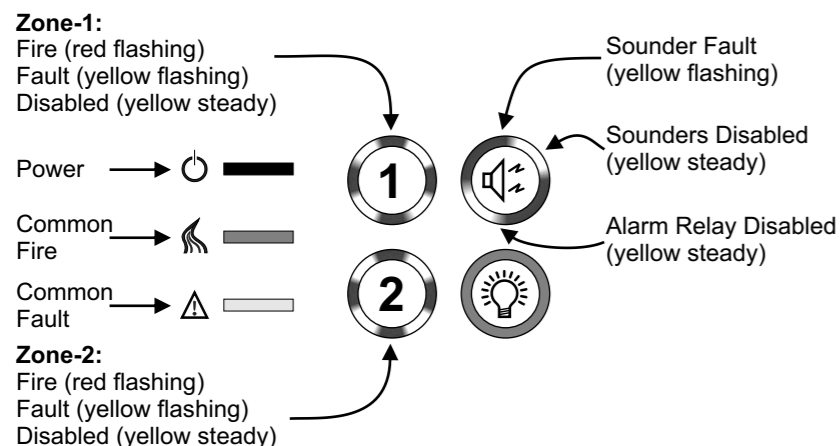 Zone-1:
Fire (red flashing)
Fault (yellow flashing)
Disabled (yellow steady)
Sounder Fault
(yellow flashing)
Sounders Disabled
(yellow steady)
Power
1
Common
Fire
Alarm Relay Disabled
(yellow steady)
Common
Fault
2
Zone-2:
Fire (red flashing)
Fault (yellow flashing)
Disabled (yellow steady)